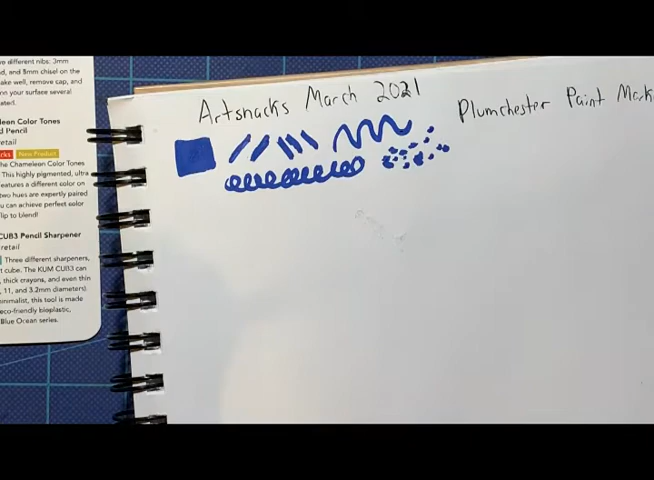 e different nibs: 3mm
d, and 8mm chisel on the
ake well, remove cap, and
n your surface several
ated.
leon Color Tones
d Pencil
etail
rks New Product
he Chameleon Color Tones
This highly pigmented, ultra
eatures a different color on
two hues are expertly paired
u can achieve perfect color
flip to blend!
CUB3 Pencil Sharpener
retail
Three different sharpeners,
t cube. The KUM CUB3 can
thick crayons, and even thin
, 11, and 3.2mm diameters)
inimalist, this tool is made
eco-friendly bioplastic,
Blue Ocean series.
Artsnacks March 2021
Plumchester Paint Mark